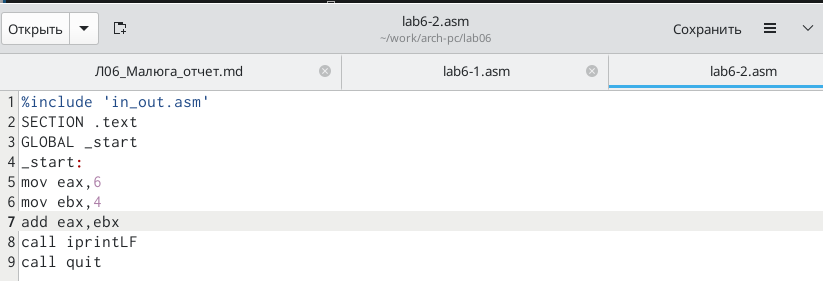 lab6-2.asm
Открыть
~/work/arch-pc/lab06
Сохранить
Л06_Малюга_отчет.md
lab6-1.asm
lab6-2.asm
1 %include 'in_out.asm'
2 SECTION .text
3 GLOBAL _start
4 _start:
5 mov eax,6
6 mov ebx,4
7 add eax,ebx
8 call iprintLF
9 call quit